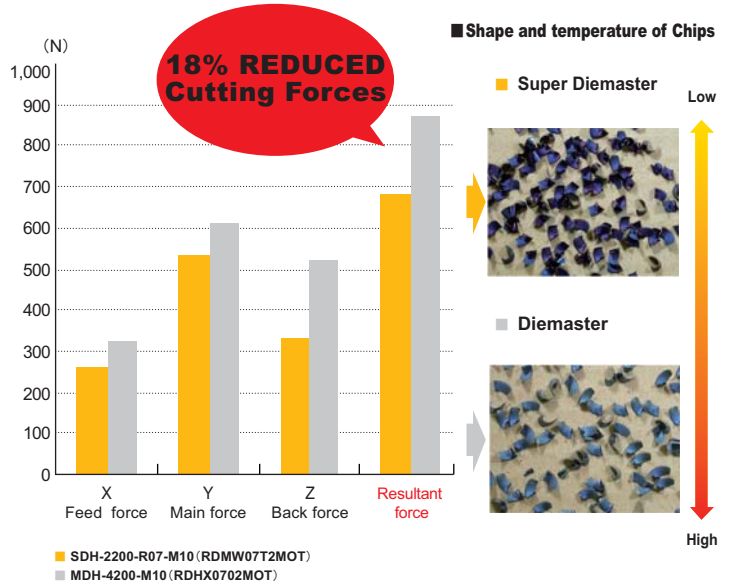 (N)
1,000
900
800
700
600
500
400
300
200
100
0
18% REDUCED
Cutting Forces
X
Feed force
Y
Main force
Z
Back force
Resultant
force
SDH-2200-R07-M10(RDMW07T2MOT)
MDH-4200-M10(RDHX0702MOT)
Shape and temperature of Chips
Super Diemaster
Low
Diemaster
High